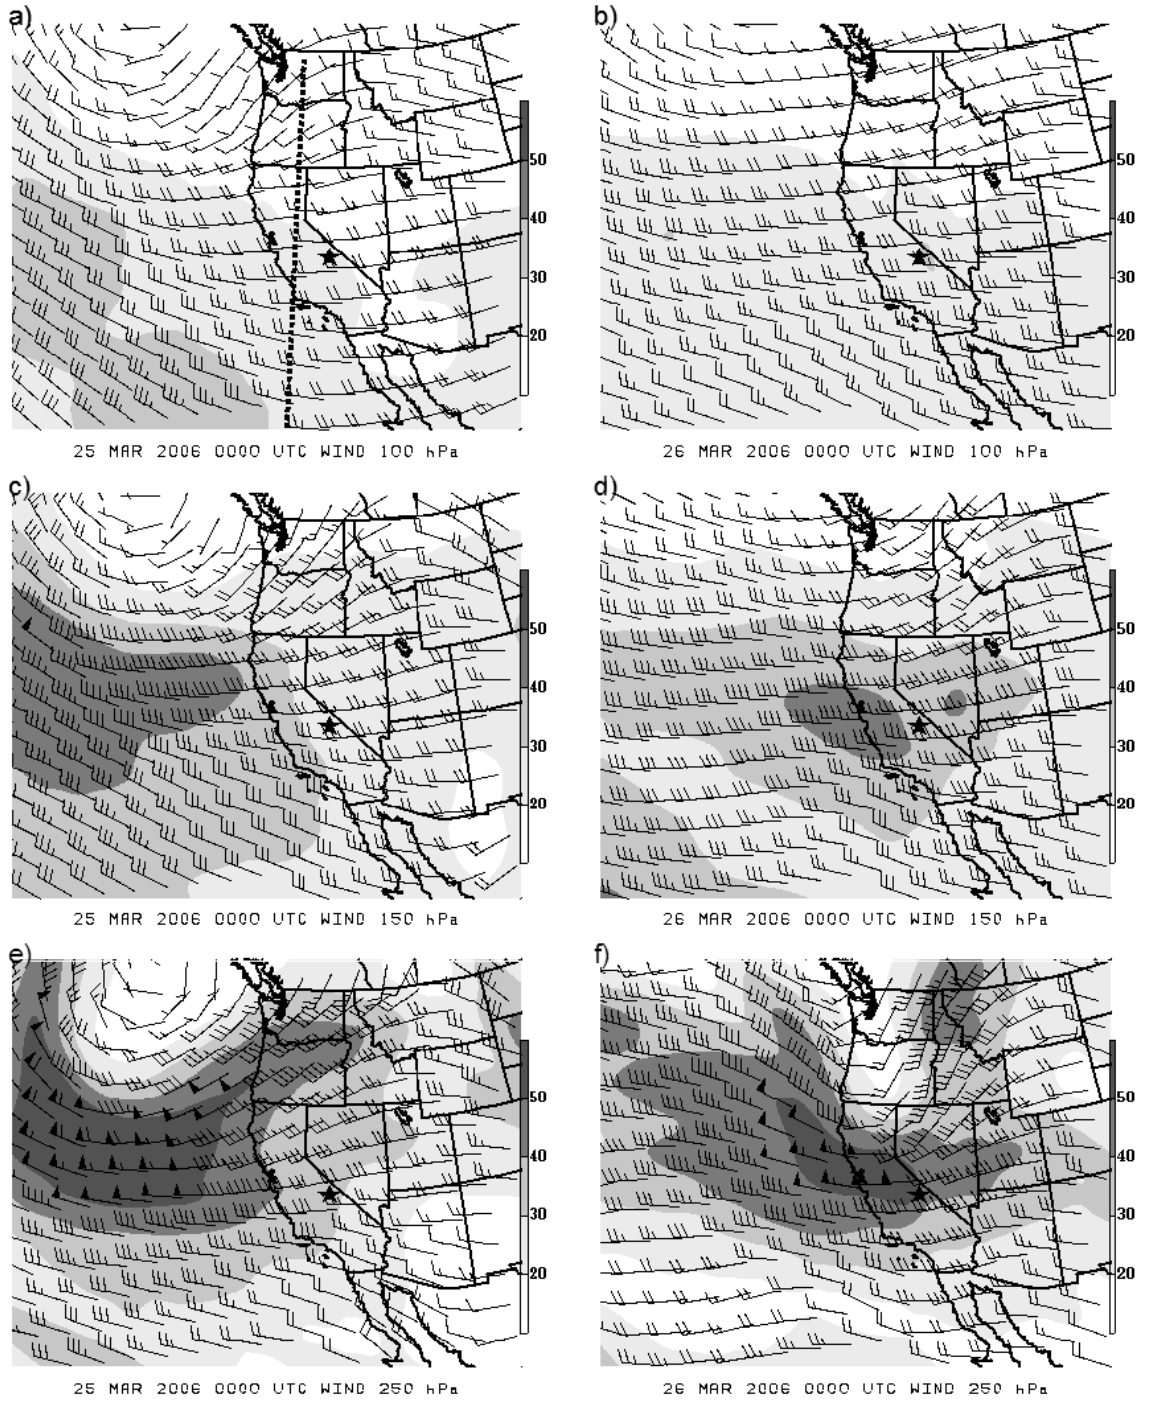 a)
b)
50
40
30
20
50
40
30
20
25 MAR 2006 0000 UTC WIND 100 hPa
26 MAR 2006 0000 UTC WIND 100 hPa
c)
d)
50
40
30
20
50
40
30
20
25 MAR 2006 0000 UTC WIND 150 hPa
26 MAR 2006 0000 UTC WIND 150 hPa
e)
f)
50
40
30
20
50
40
30
20
25 MAR 2006 0000 UTC WIND 250 hPa
26 MAR 2006 0000 UTC WIND 250 hPa